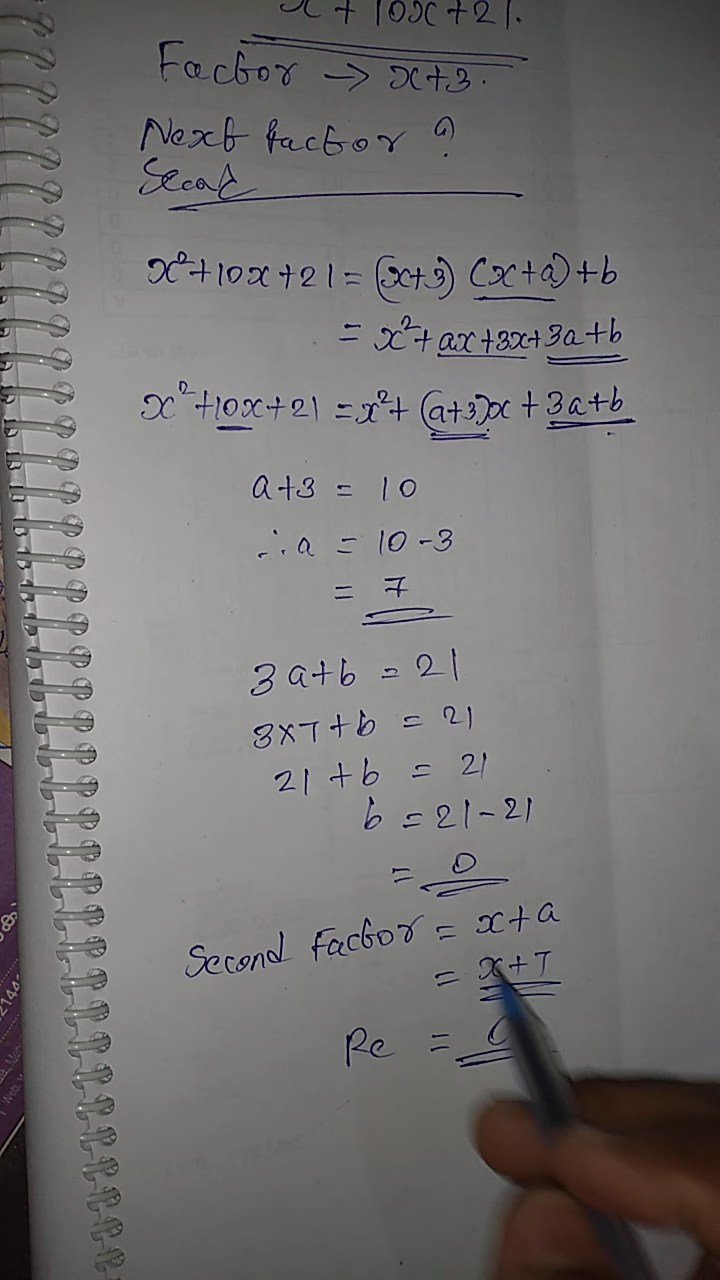 x² + 10x + 21.
Factor → x+3.
Next factor ?
x²+10x+21 = (x+3) (x+a)+b
= x²+ax+3x+3a+b
x²+10x+21 = x²+(a+3)x + 3a+b
a+3 = 10
∴a = 10-3
= 7
3a+b = 21
3×7+b = 21
21+b = 21
b = 21-21
= 0
Second Factor = x+a
= x+7
Re =